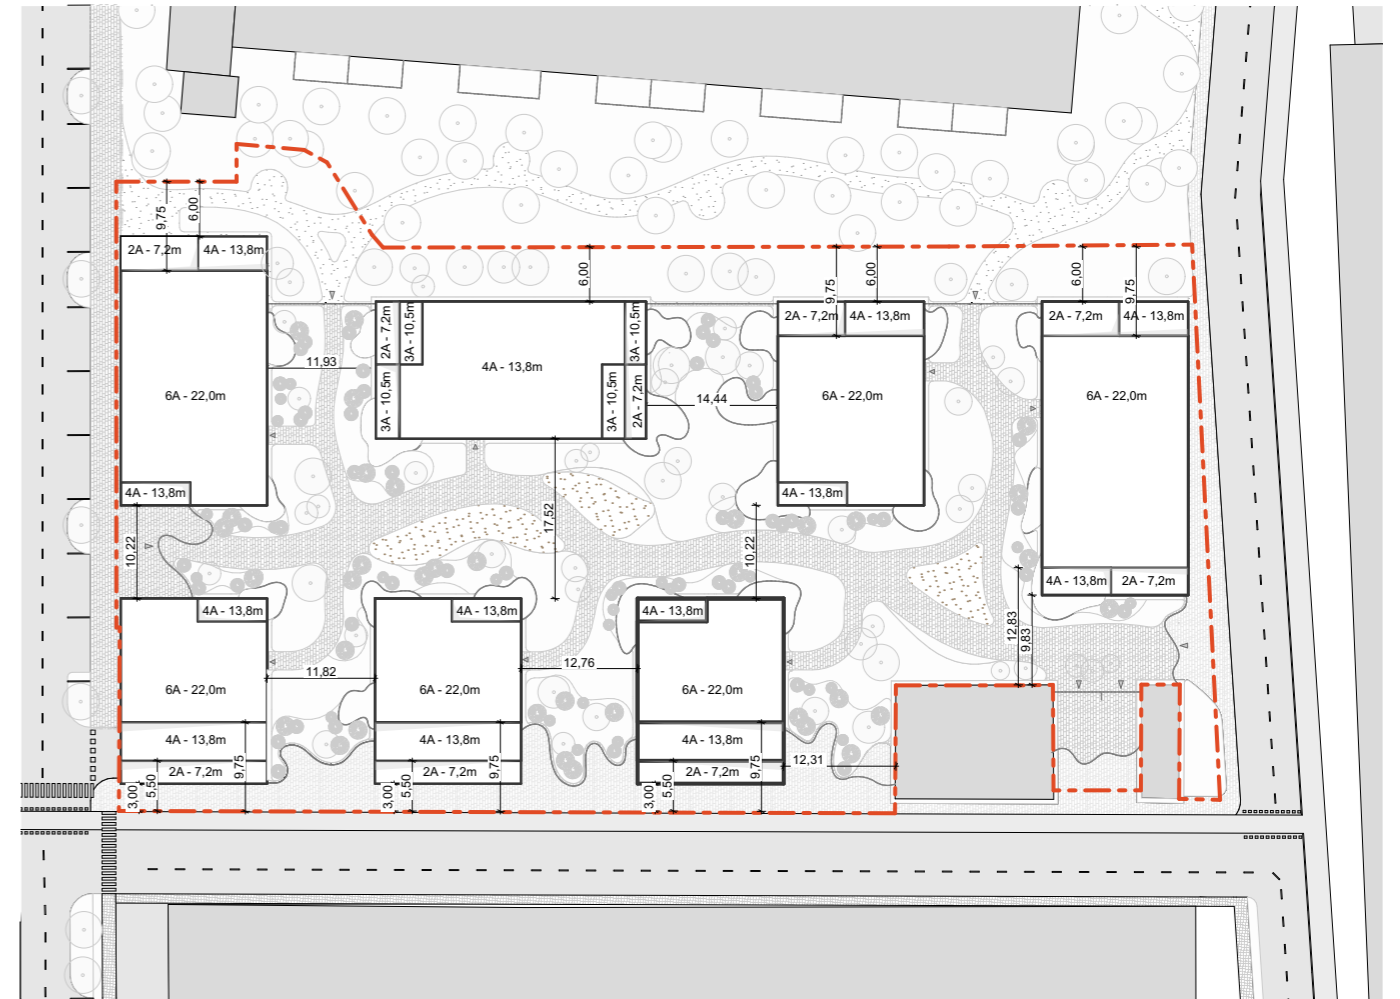 9,75
6,00
2A - 7,2m
4A - 13,8m
6A - 22,0m
4A - 13,8m
10,22
11,93
2A - 7,2m
3A - 10,5m
3A - 10,5m
4A - 13,8m
3A - 10,5m
3A - 10,5m
2A - 7,2m
6,00
14,44
17,52
9,75
6,00
2A - 7,2m
4A - 13,8m
6A - 22,0m
4A - 13,8m
10,22
6,00
9,75
2A - 7,2m
4A - 13,8m
6A - 22,0m
4A - 13,8m
2A - 7,2m
12,83
9,83
4A - 13,8m
6A - 22,0m
4A - 13,8m
2A - 7,2m
3,00
5,50
9,75
11,82
4A - 13,8m
6A - 22,0m
4A - 13,8m
2A - 7,2m
3,00
5,50
9,75
12,76
4A - 13,8m
6A - 22,0m
4A - 13,8m
2A - 7,2m
3,00
5,50
9,75
12,31